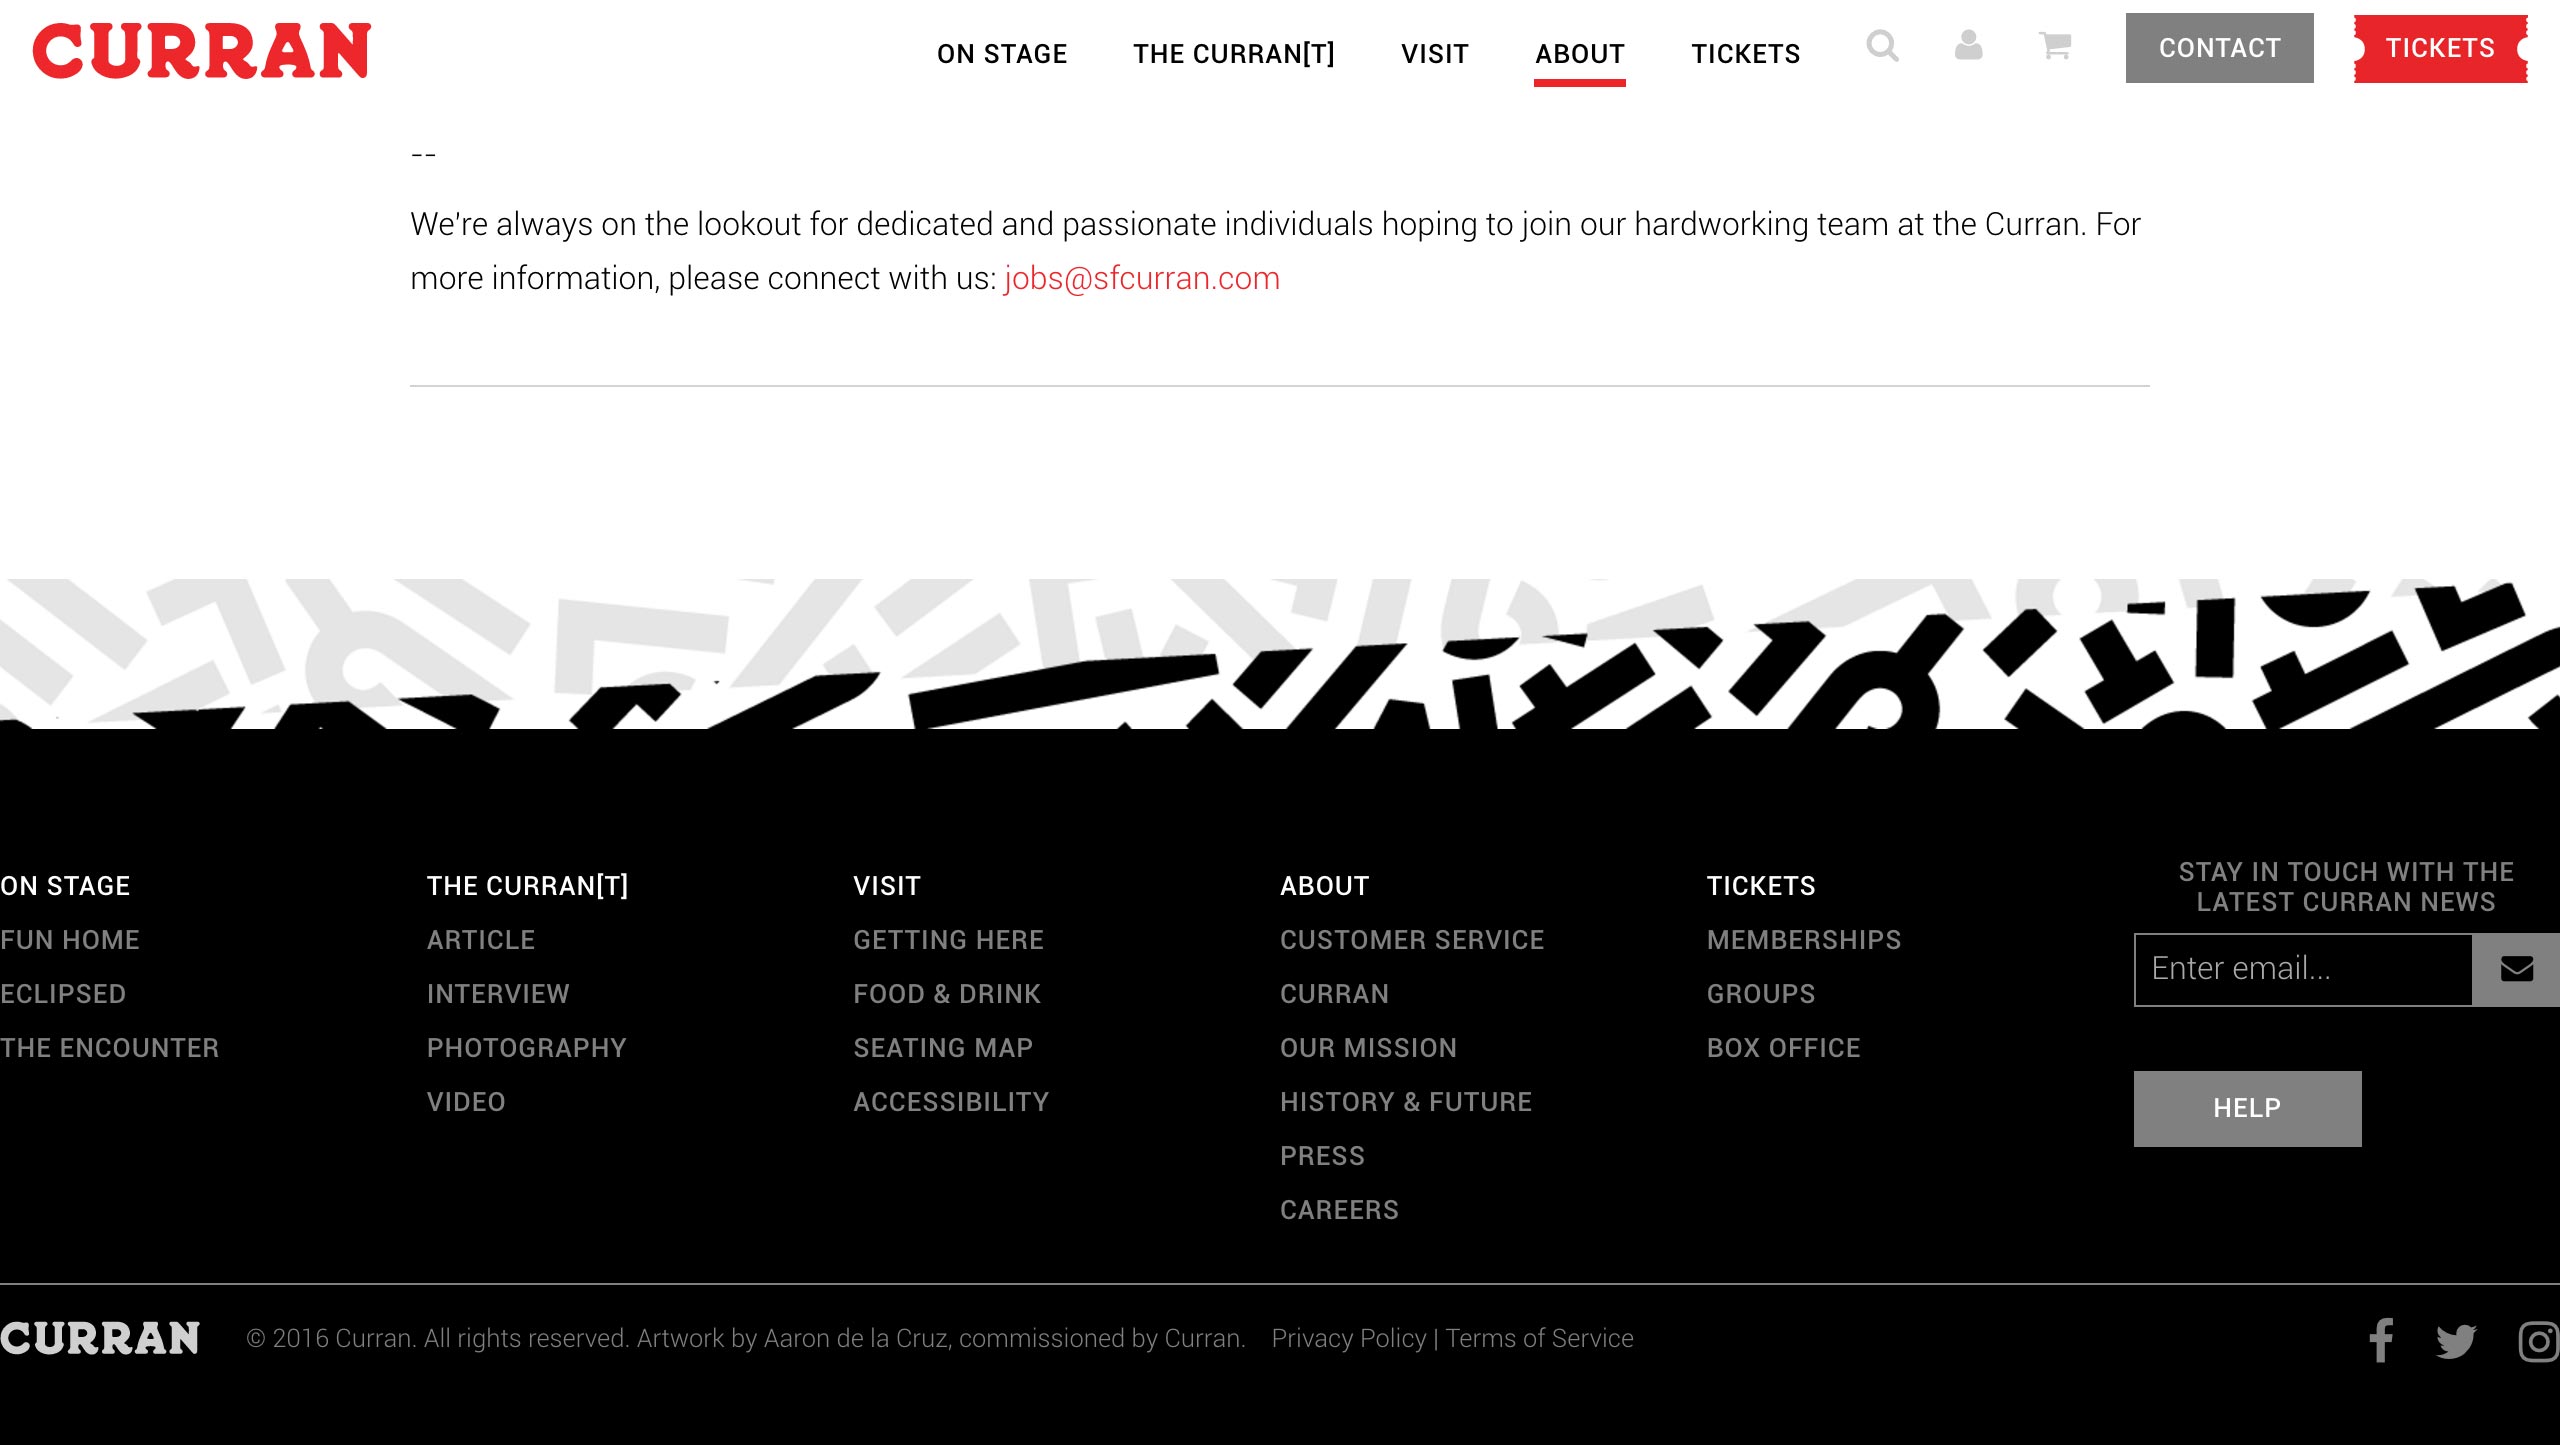 CURRAN
ON STAGE THE CURRAN[T] VISIT ABOUT TICKETS CONTACT TICKETS
--
We're always on the lookout for dedicated and passionate individuals hoping to join our hardworking team at the Curran. For
more information, please connect with us: jobs@sfcurran.com
ON STAGE
FUN HOME
ECLIPSED
THE ENCOUNTER
THE CURRAN[T]
ARTICLE
INTERVIEW
PHOTOGRAPHY
VIDEO
VISIT
GETTING HERE
FOOD & DRINK
SEATING MAP
ACCESSIBILITY
ABOUT
CUSTOMER SERVICE
CURRAN
OUR MISSION
HISTORY & FUTURE
PRESS
CAREERS
TICKETS
MEMBERSHIPS
GROUPS
BOX OFFICE
STAY IN TOUCH WITH THE
LATEST CURRAN NEWS
Enter email...
HELP
CURRAN © 2016 Curran. All rights reserved. Artwork by Aaron de la Cruz, commissioned by Curran. Privacy Policy | Terms of Service